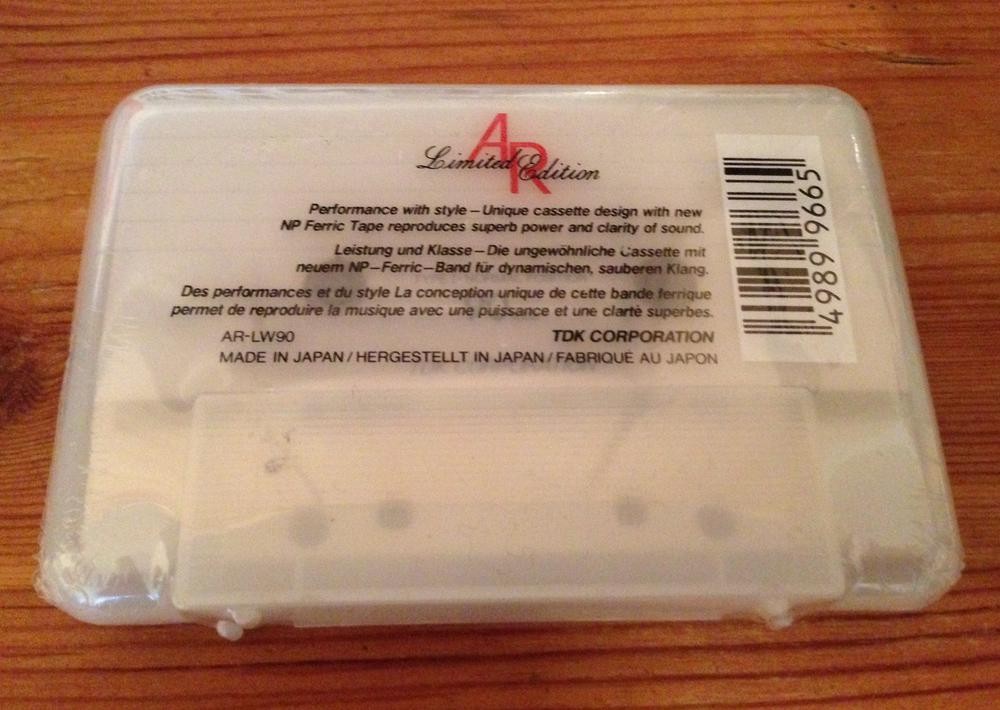 AR
Limited Edition
Performance with style – Unique cassette design with new
NP Ferric Tape reproduces superb power and clarity of sound.
Leistung und Klasse – Die ungewöhnliche Cassette mit
neuem NP–Ferric–Band für dynamischen, sauberen Klang.
Des performances et du style La conception unique de cette bande ferrique
permet de reproduire la musique avec une puissance et une clartè superbes.
AR-LW90
TDK CORPORATION
MADE IN JAPAN / HERGESTELLT IN JAPAN / FABRIQUÉ AU JAPON
4989 9665